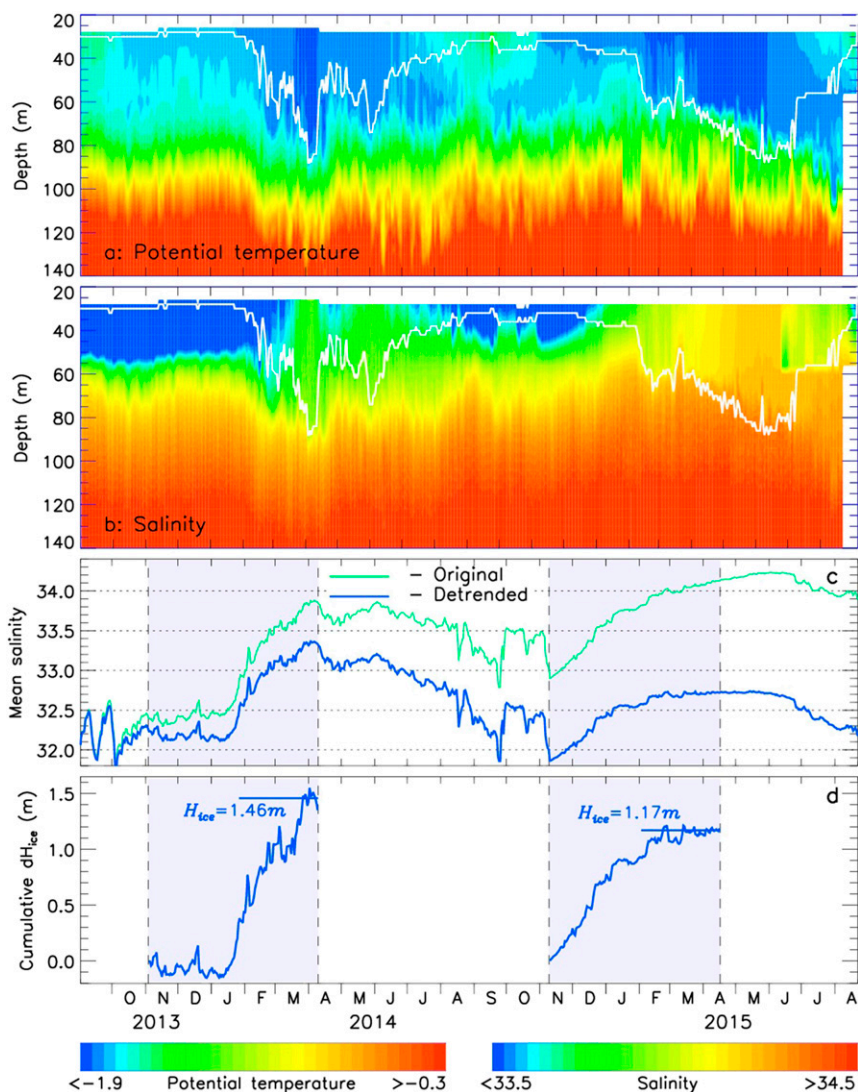 20
40
60
80
100
120
140
Depth (m)
a: Potential temperature
20
40
60
80
100
120
140
Depth (m)
b: Salinity
34.0
33.5
33.0
32.5
32.0
Mean salinity
– Original
– Detrended
c
1.5
1.0
0.5
0.0
Cumulative dHice (m)
Hice=1.46m
Hice=1.17m
d
O N D J F M A M J J A S O N D J F M A M J J A
2013 2014 2015
<−1.9 Potential temperature >−0.3
<33.5 Salinity >34.5